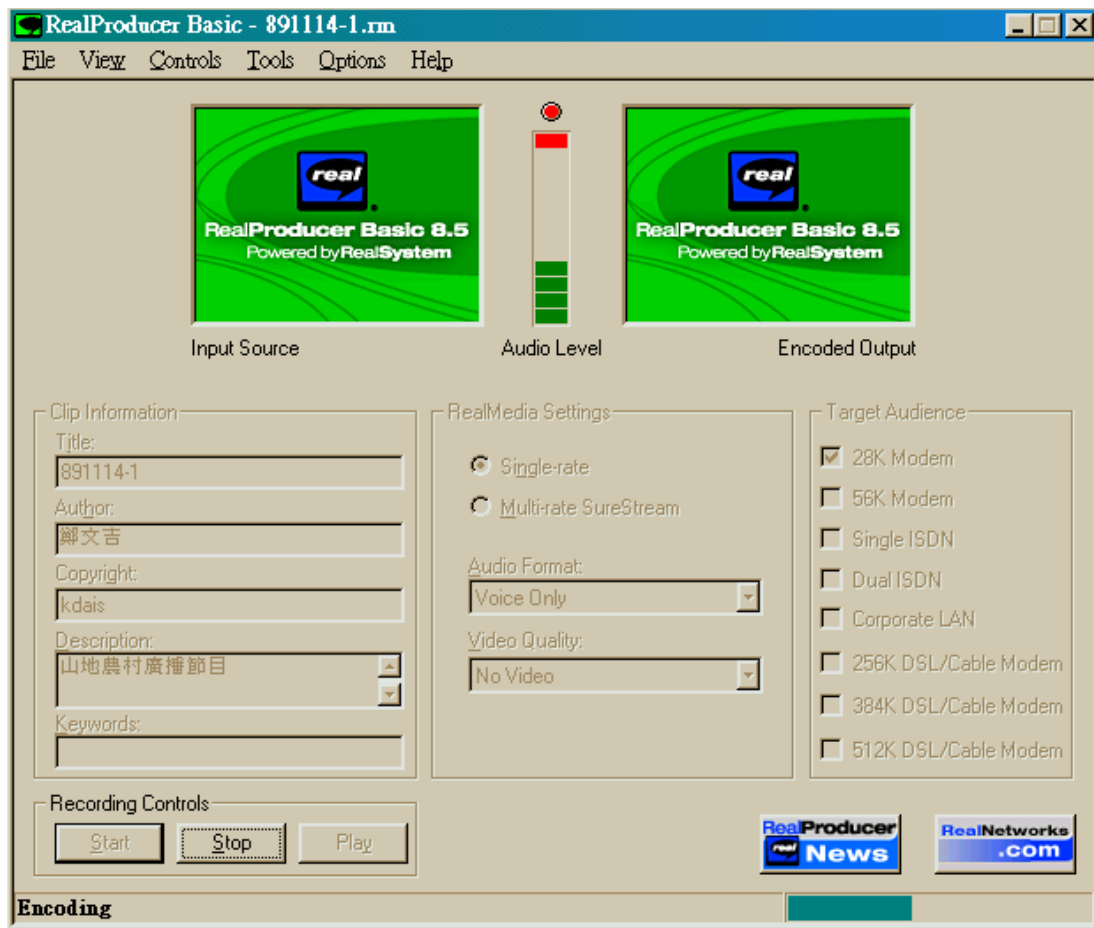 RealProducer Basic - 891114-1.rm
File View Controls Tools Options Help
real
RealProducer Basic 8.5
Powered by RealSystem
real
RealProducer Basic 8.5
Powered by RealSystem
Input Source
Audio Level
Encoded Output
Clip Information
Title:
891114-1
Author:
鄭文吉
Copyright:
kdais
Description:
山地農村廣播節目
Keywords:
RealMedia Settings
Single-rate
Multi-rate SureStream
Audio Format:
Voice Only
Video Quality:
No Video
Target Audience
28K Modem
56K Modem
Single ISDN
Dual ISDN
Corporate LAN
256K DSL/Cable Modem
384K DSL/Cable Modem
512K DSL/Cable Modem
Recording Controls
Start
Stop
Play
RealProducer
real News
RealNetworks
.com
Encoding